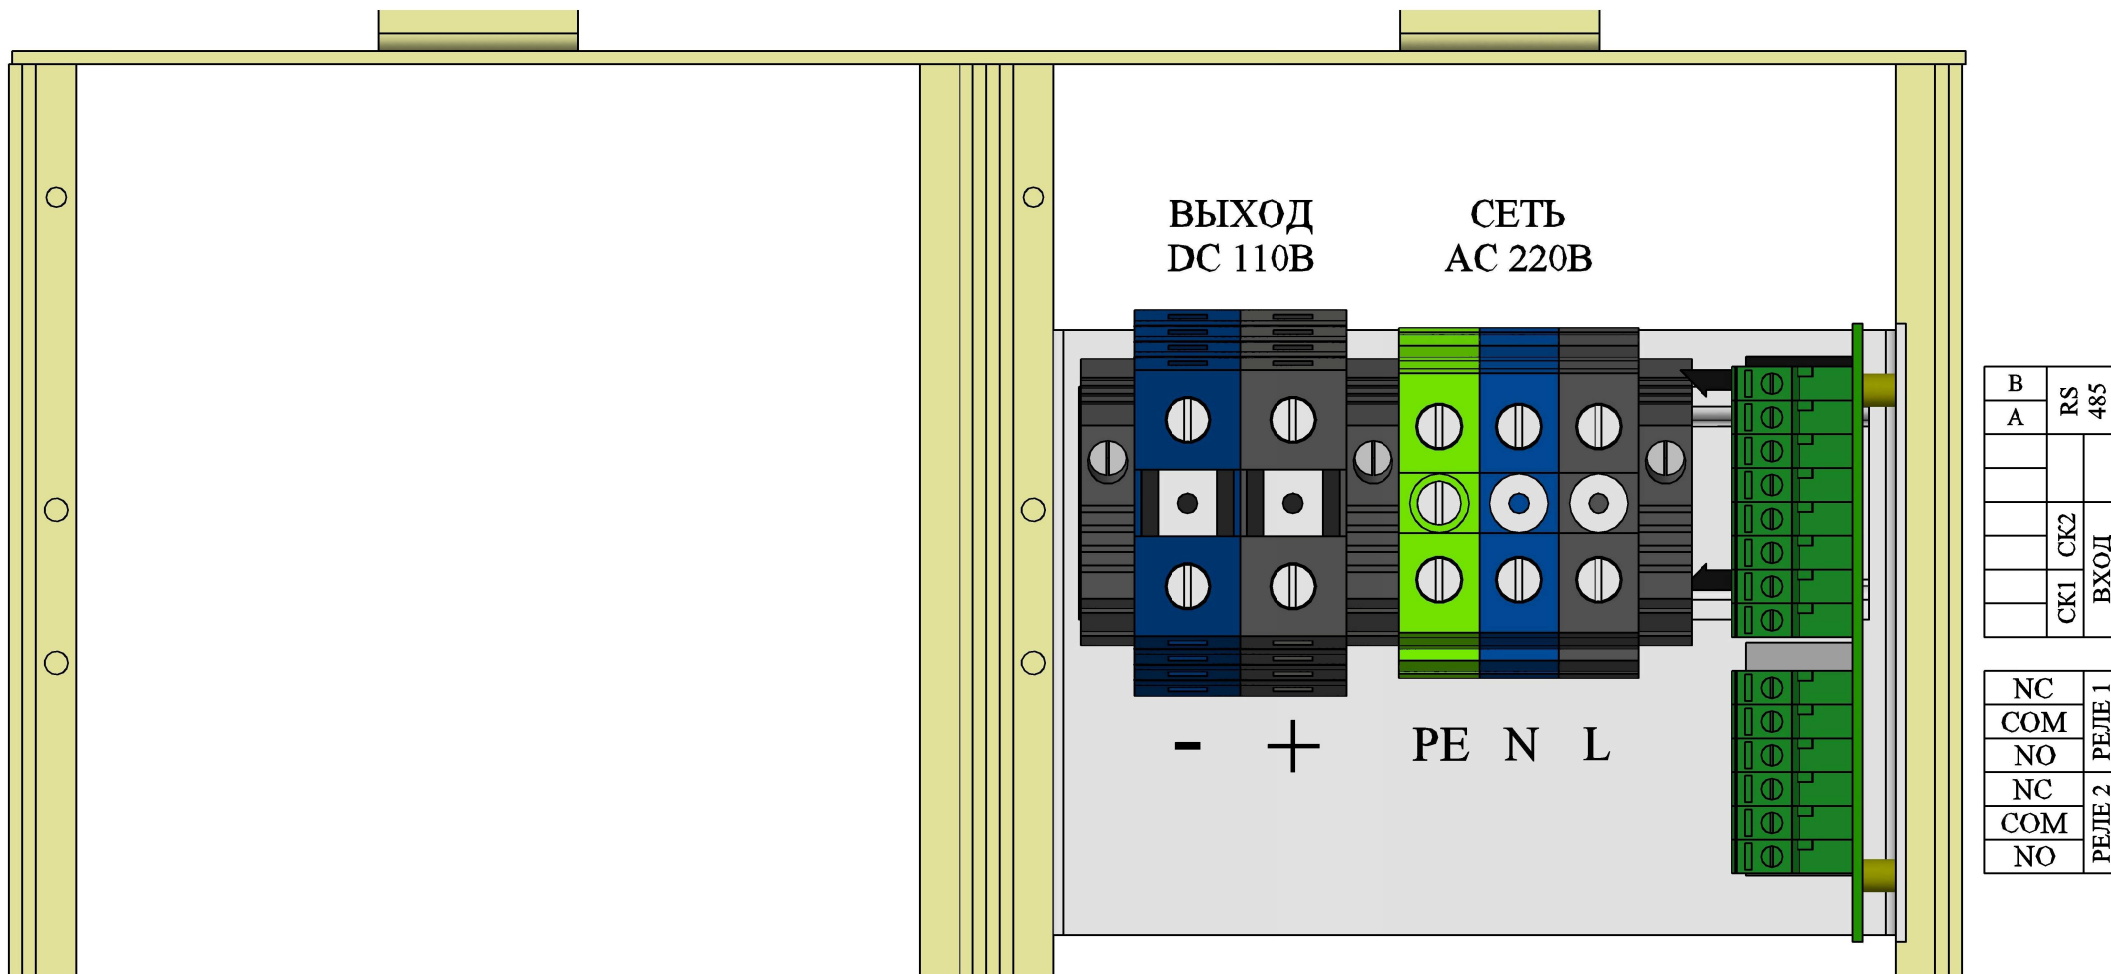 ВЫХОД
DC 110В
СЕТЬ
AC 220В
- +
PE N L
B
A
RS
485
СК2
СК1
ВХОД
NC
COM
NO
РЕЛЕ 1
NC
COM
NO
РЕЛЕ 2